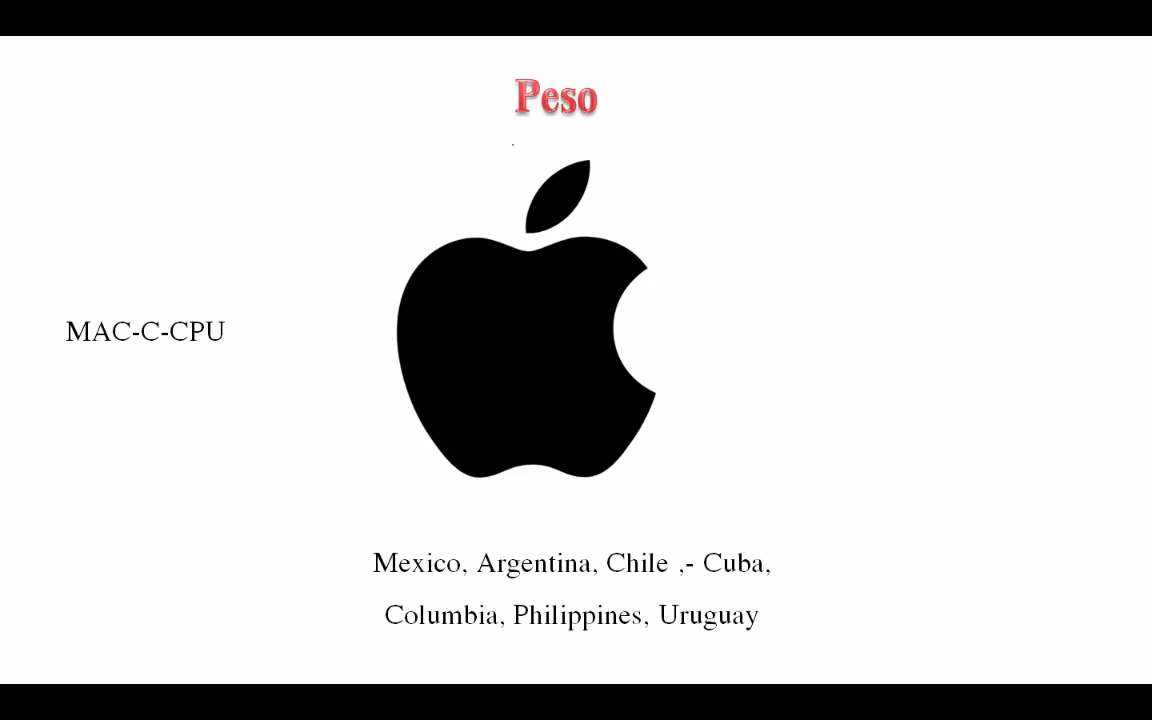 Peso
MAC-C-CPU
Mexico, Argentina, Chile ,- Cuba,
Columbia, Philippines, Uruguay